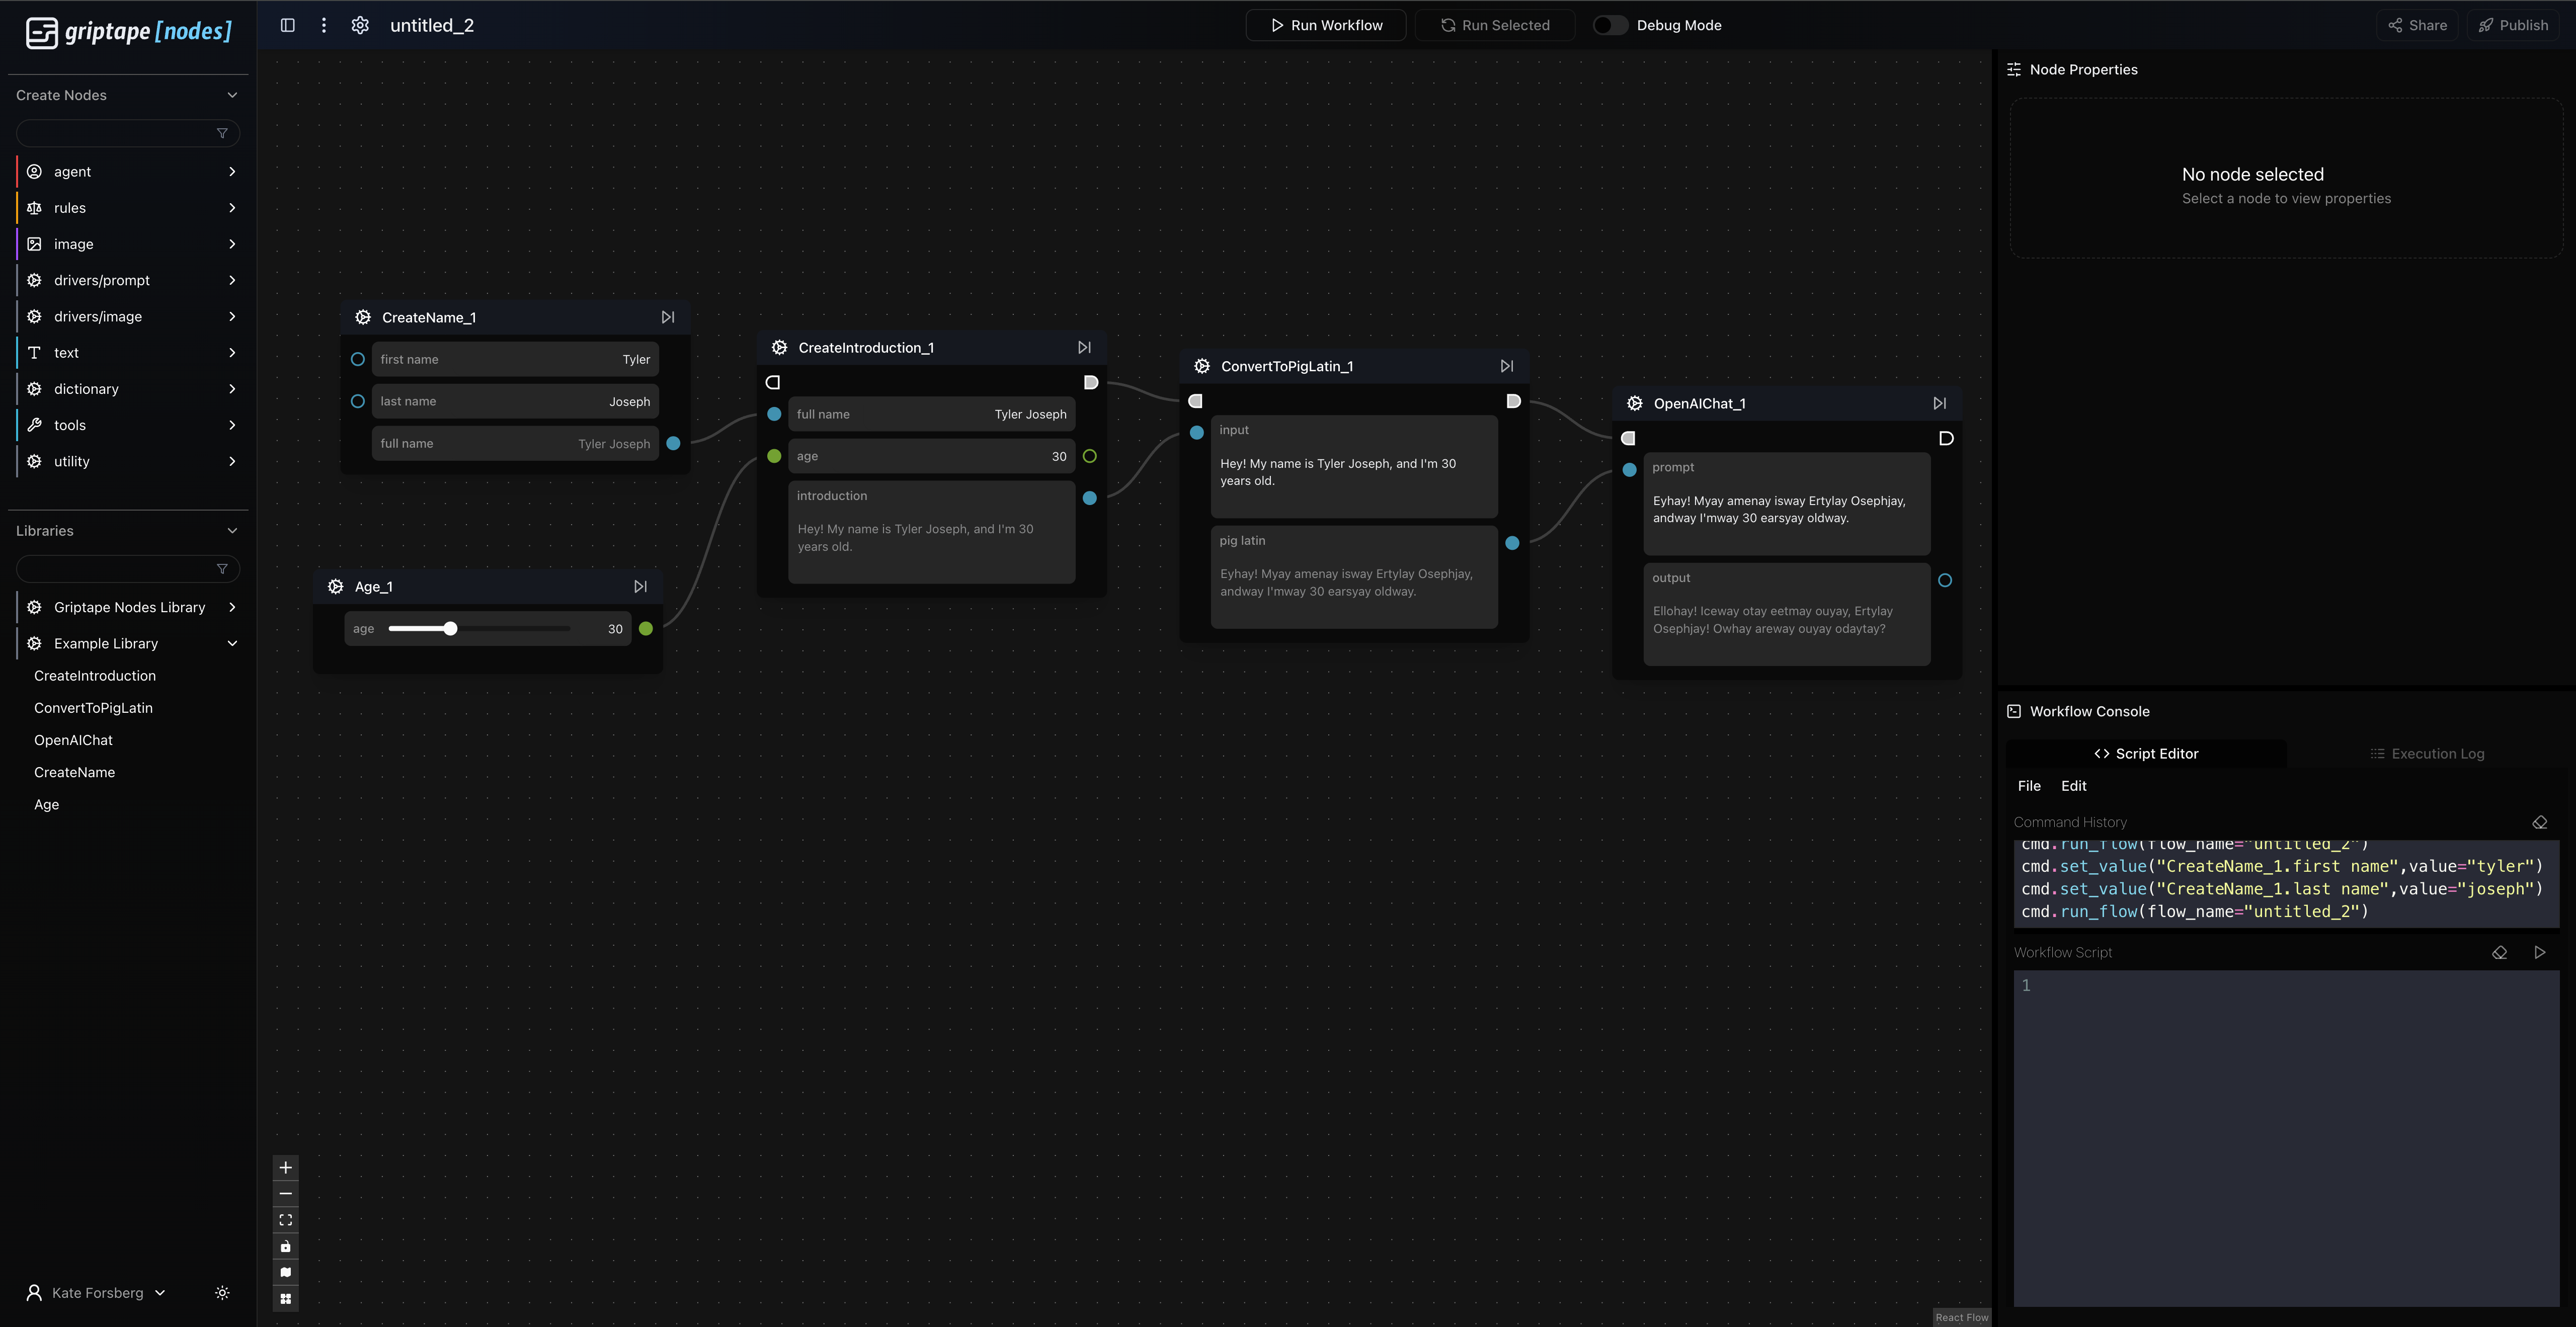 griptape [nodes]
untitled_2
Run Workflow
Run Selected
Debug Mode
Share
Publish
Create Nodes
agent
rules
image
drivers/prompt
drivers/image
text
dictionary
tools
utility
Libraries
Griptape Nodes Library
Example Library
CreateIntroduction
ConvertToPigLatin
OpenAIChat
CreateName
Age
Kate Forsberg
CreateName_1
first name Tyler
last name Joseph
full name Tyler Joseph
Age_1
age 30
CreateIntroduction_1
full name Tyler Joseph
age 30
introduction
Hey! My name is Tyler Joseph, and I'm 30
years old.
ConvertToPigLatin_1
input
Hey! My name is Tyler Joseph, and I'm 30
years old.
pig latin
Eyhay! Myay amenay isway Ertylay Osephjay,
andway I'mway 30 earsyay oldway.
OpenAIChat_1
prompt
Eyhay! Myay amenay isway Ertylay Osephjay,
andway I'mway 30 earsyay oldway.
output
Ellohay! Iceway otay eetmay ouyay, Ertylay
Osephjay! Owhay areway ouyay odaytay?
React Flow
Node Properties
No node selected
Select a node to view properties
Workflow Console
Script Editor
Execution Log
File Edit
Command History
cmd.run_flow(flow_name="untitled_2")
cmd.set_value("CreateName_1.first name",value="tyler")
cmd.set_value("CreateName_1.last name",value="joseph")
cmd.run_flow(flow_name="untitled_2")
Workflow Script
1